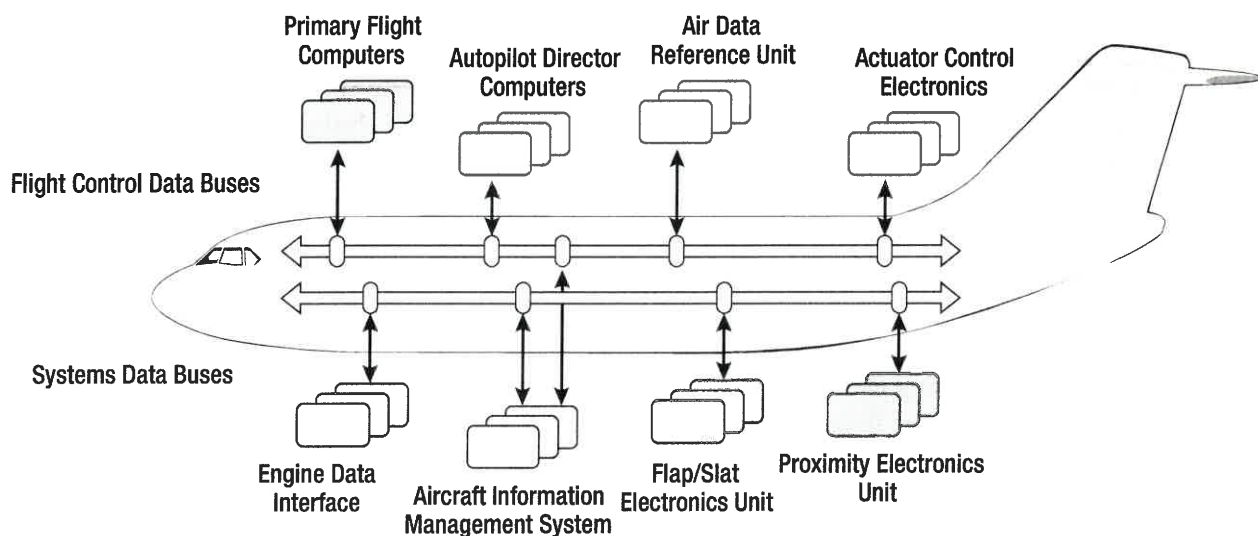 Primary Flight
Computers
Autopilot Director
Computers
Air Data
Reference Unit
Actuator Control
Electronics
Flight Control Data Buses
Systems Data Buses
Engine Data
Interface
Aircraft Information
Management System
Flap/Slat
Electronics Unit
Proximity Electronics
Unit